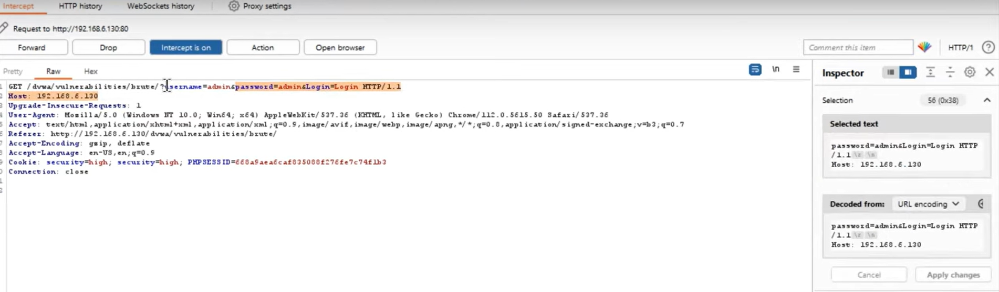 Intercept HTTP history WebSockets history Proxy settings
Request to http://192.168.6.130:80
Forward Drop Intercept is on Action Open browser Comment this item HTTP/1 ?
Pretty Raw Hex \n
Inspector
GET /dvwa/vulnerabilities/brute/?username=admin&password=admin&Login=Login HTTP/1.1
Host: 192.168.6.130
Upgrade-Insecure-Requests: 1
User-Agent: Mozilla/5.0 (Windows NT 10.0; Win64; x64) AppleWebKit/537.36 (KHTML, like Gecko) Chrome/112.0.5615.50 Safari/537.36
Accept: text/html,application/xhtml+xml,application/xml;q=0.9,image/avif,image/webp,image/apng,*/*;q=0.8,application/signed-exchange;v=b3;q=0.7
Referer: http://192.168.6.130/dvwa/vulnerabilities/brute/
Accept-Encoding: gzip, deflate
Accept-Language: en-US,en;q=0.9
Cookie: security=high; security=high; PHPSESSID=668a9aea6caf835088f276fe7c74f1b3
Connection: close
Selection 56 (0x38)
Selected text
password=admin&Login=Login HTTP
/1.1 \r \n
Host: 192.168.6.130
Decoded from: URL encoding
password=admin&Login=Login HTTP
/1.1 \r \n
Host: 192.168.6.130
Cancel Apply changes